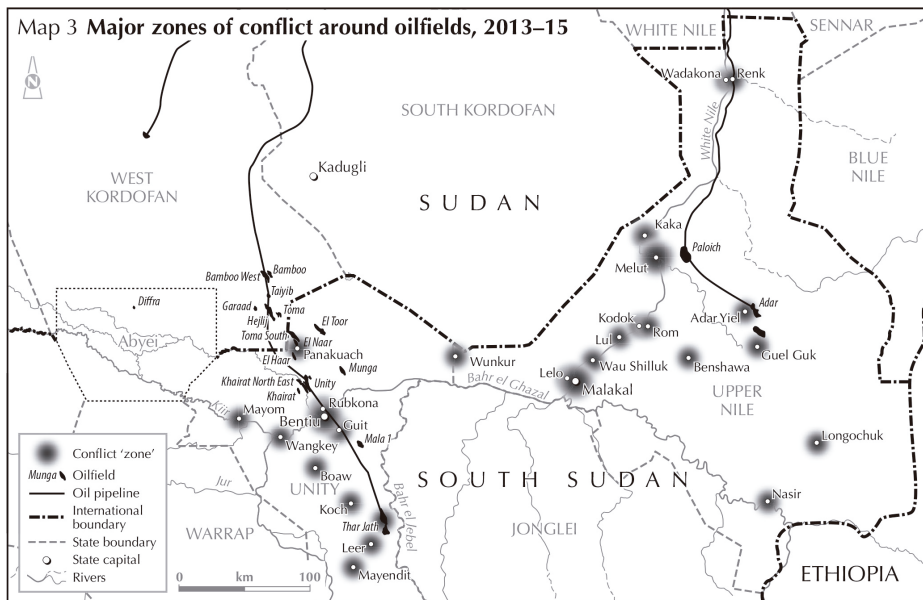 Map 3 Major zones of conflict around oilfields, 2013–15
WHITE NILE
SENNAR
N
Wadakona
Renk
SOUTH KORDOFAN
White Nile
WEST
KORDOFAN
BLUE
NILE
Kadugli
SUDAN
Kaka
Paloich
Melut
Bamboo West
Bamboo
Taiyib
Diffra
Garaad
Toma
Hejlij
El Toor
Adar
Adar Yiel
Kodok
Rom
Toma South
El Naar
Lul
Abyei
Panakuach
El Haar
Wunkur
Wau Shilluk
Benshawa
Guel Guk
Munga
Lelo
Bahr el Ghazal
Malakal
Khairat North East
Unity
Khairat
UPPER
NILE
Kiir
Mayom
Rubkona
Bentiu
Guit
Wangkey
Mala 1
Longochuk
Boaw
SOUTH SUDAN
UNITY
Jur
Bahr el Jebel
Nasir
Koch
WARRAP
Thar Jath
JONGLEI
Leer
Mayendit
ETHIOPIA
Conflict ‘zone’
Munga Oilfield
Oil pipeline
International
boundary
State boundary
State capital
Rivers
0 km 100